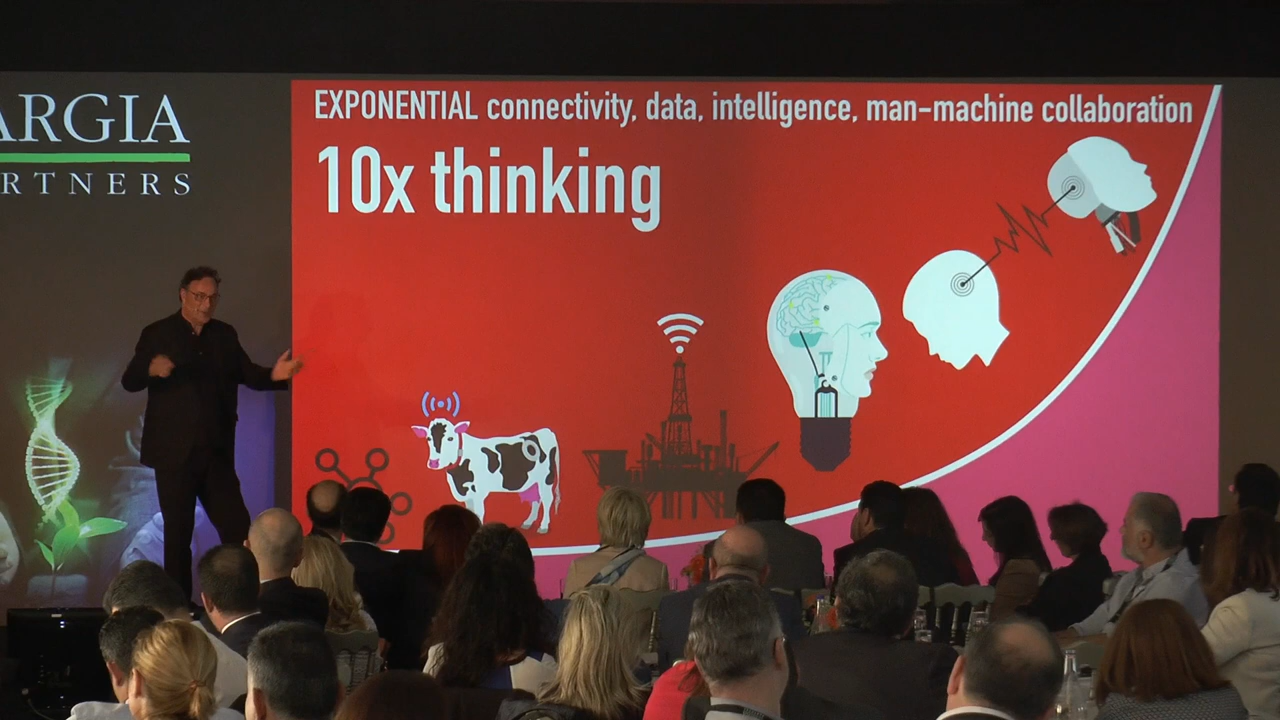 ARGIA
RTNERS
EXPONENTIAL connectivity, data, intelligence, man-machine collaboration
10x thinking